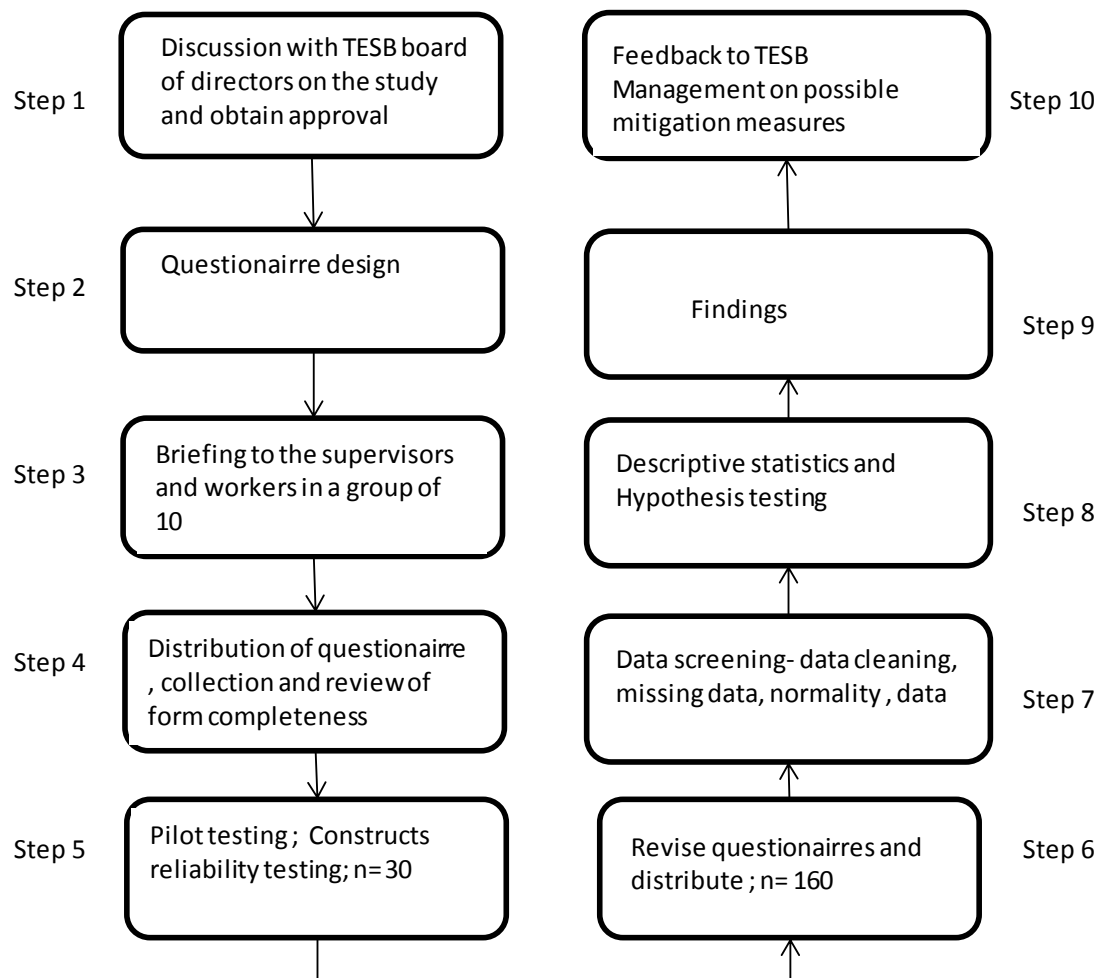 Step 1
Discussion with TESB board
of directors on the study
and obtain approval
Step 2
Questionairre design
Step 3
Briefing to the supervisors
and workers in a group of
10
Step 4
Distribution of questionairre
, collection and review of
form completeness
Step 5
Pilot testing ; Constructs
reliability testing; n= 30
Revise questionairres and
distribute ; n= 160
Step 6
Data screening- data cleaning,
missing data, normality , data
Step 7
Descriptive statistics and
Hypothesis testing
Step 8
Findings
Step 9
Feedback to TESB
Management on possible
mitigation measures
Step 10